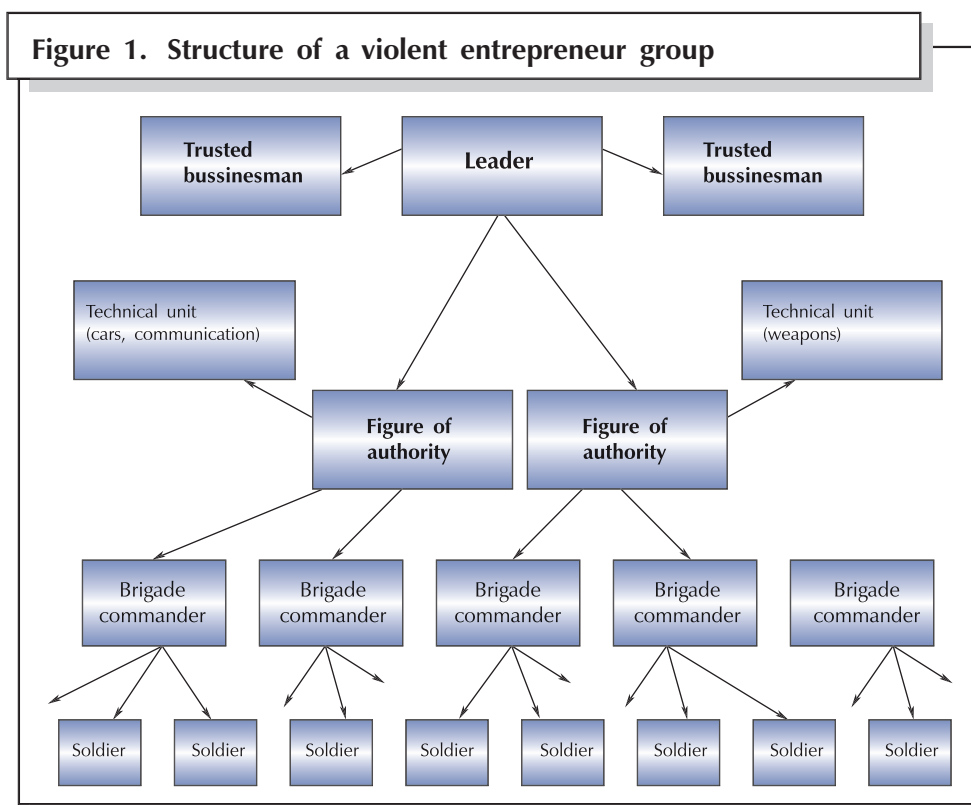 Figure 1. Structure of a violent entrepreneur group
Trusted
bussinesman
Leader
Trusted
bussinesman
Technical unit
(cars, communication)
Technical unit
(weapons)
Figure of
authority
Figure of
authority
Brigade
commander
Brigade
commander
Brigade
commander
Brigade
commander
Brigade
commander
Soldier
Soldier
Soldier
Soldier
Soldier
Soldier
Soldier
Soldier